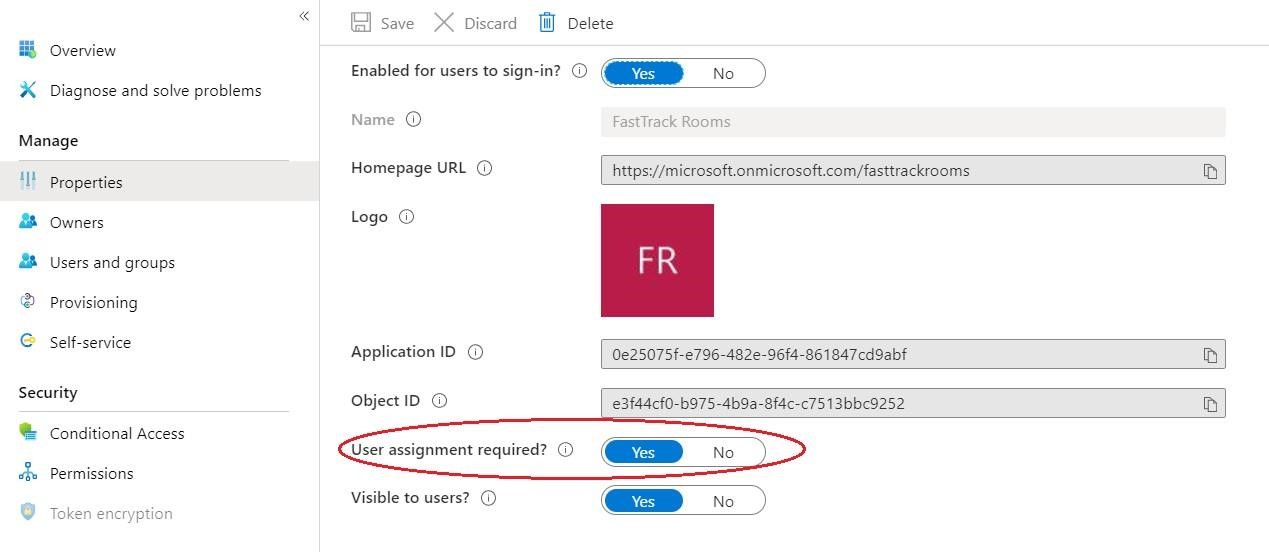 «
Overview
Diagnose and solve problems
Manage
Properties
Owners
Users and groups
Provisioning
Self-service
Security
Conditional Access
Permissions
Token encryption
Save Discard Delete
Enabled for users to sign-in? Yes No
Name FastTrack Rooms
Homepage URL https://microsoft.onmicrosoft.com/fasttrackrooms
Logo
FR
Application ID 0e25075f-e796-482e-96f4-861847cd9abf
Object ID e3f44cf0-b975-4b9a-8f4c-c7513bbc9252
User assignment required? Yes No
Visible to users? Yes No